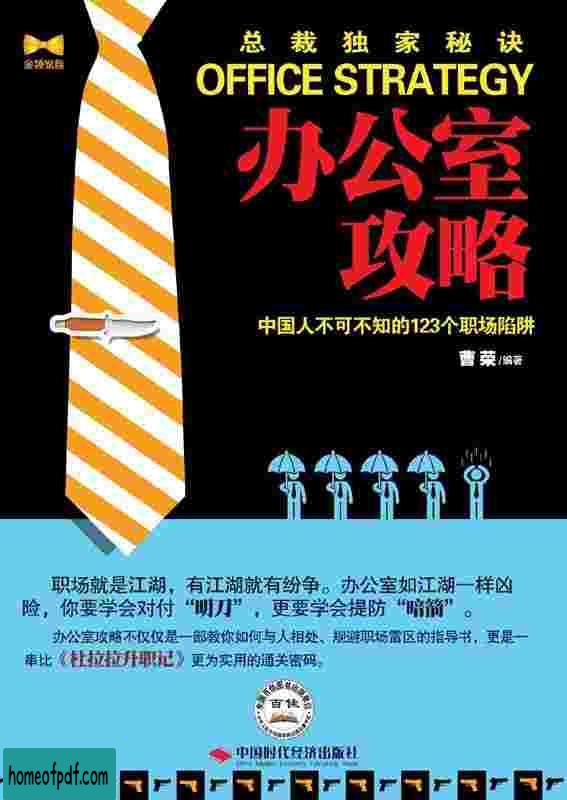 金领发展
总裁独家秘诀
OFFICE STRATEGY
办公室
攻略
中国人不可不知的123个职场陷阱
曹荣/编著
职场就是江湖，有江湖就有纷争。办公室如江湖一样凶
险，你要学会对付“明刀”，更要学会提防“暗箭”。
办公室攻略不仅仅是一部教你如何与人相处、规避职场雷区的指导书，更是一
串比《杜拉拉升职记》更为实用的通关密码。
百佳
中国时代经济出版社
homeofpdf.com